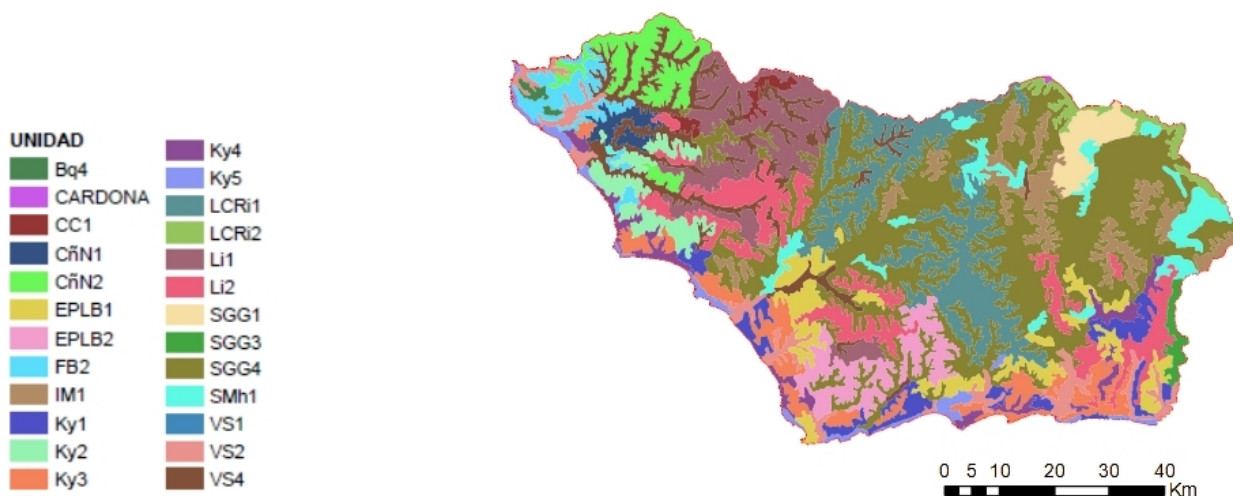 UNIDAD
Bq4
CARDONA
CC1
CñN1
CñN2
EPLB1
EPLB2
FB2
IM1
Ky1
Ky2
Ky3
Ky4
Ky5
LCRi1
LCRi2
Li1
Li2
SGG1
SGG3
SGG4
SMh1
VS1
VS2
VS4
0 5 10 20 30 40
Km